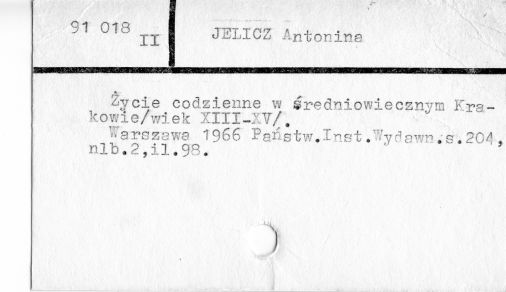 91 018
II
JELICZ Antonina
Życie codzienne w średniowiecznym Kra-
kowie/wiek XIII-XV/.
Warszawa 1966 Państw.Inst.Wydawn.s.204,
nlb.2,il.98.